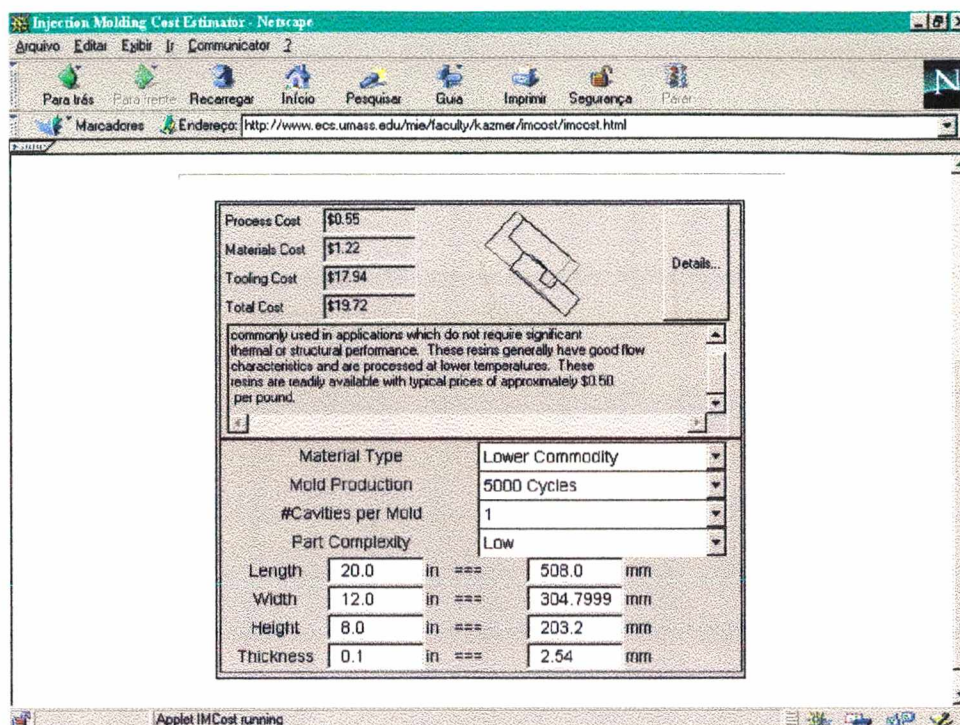 Injection Molding Cost Estimator - Netscape
Arquivo Editar Exibir Ir Communicator ?
Para trás Para frente Recarregar Início Pesquisar Guia Imprimir Segurança Parar
N
Marcadores Endereço: http://www.ecs.umass.edu/mie/faculty/kazmer/imcost/imcost.html
Process Cost $0.55
Materials Cost $1.22
Tooling Cost $17.94
Total Cost $19.72
Details...
commonly used in applications which do not require significant
thermal or structural performance. These resins generally have good flow
characteristics and are processed at lower temperatures. These
resins are readily available with typical prices of approximately $0.50
per pound.
Material Type Lower Commodity
Mold Production 5000 Cycles
#Cavities per Mold 1
Part Complexity Low
Length 20.0 in === 508.0 mm
Width 12.0 in === 304.7999 mm
Height 8.0 in === 203.2 mm
Thickness 0.1 in === 2.54 mm
Applet IMCost running